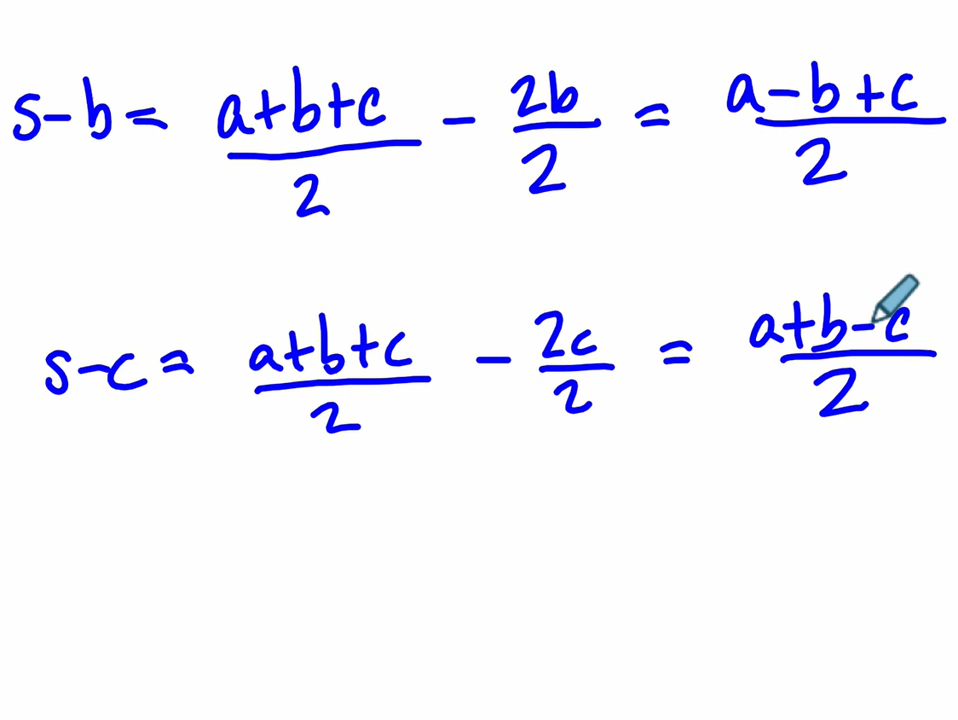 s-b = a+b+c/2 - 2b/2 = a-b+c/2
s-c = a+b+c/2 - 2c/2 = a+b-c/2